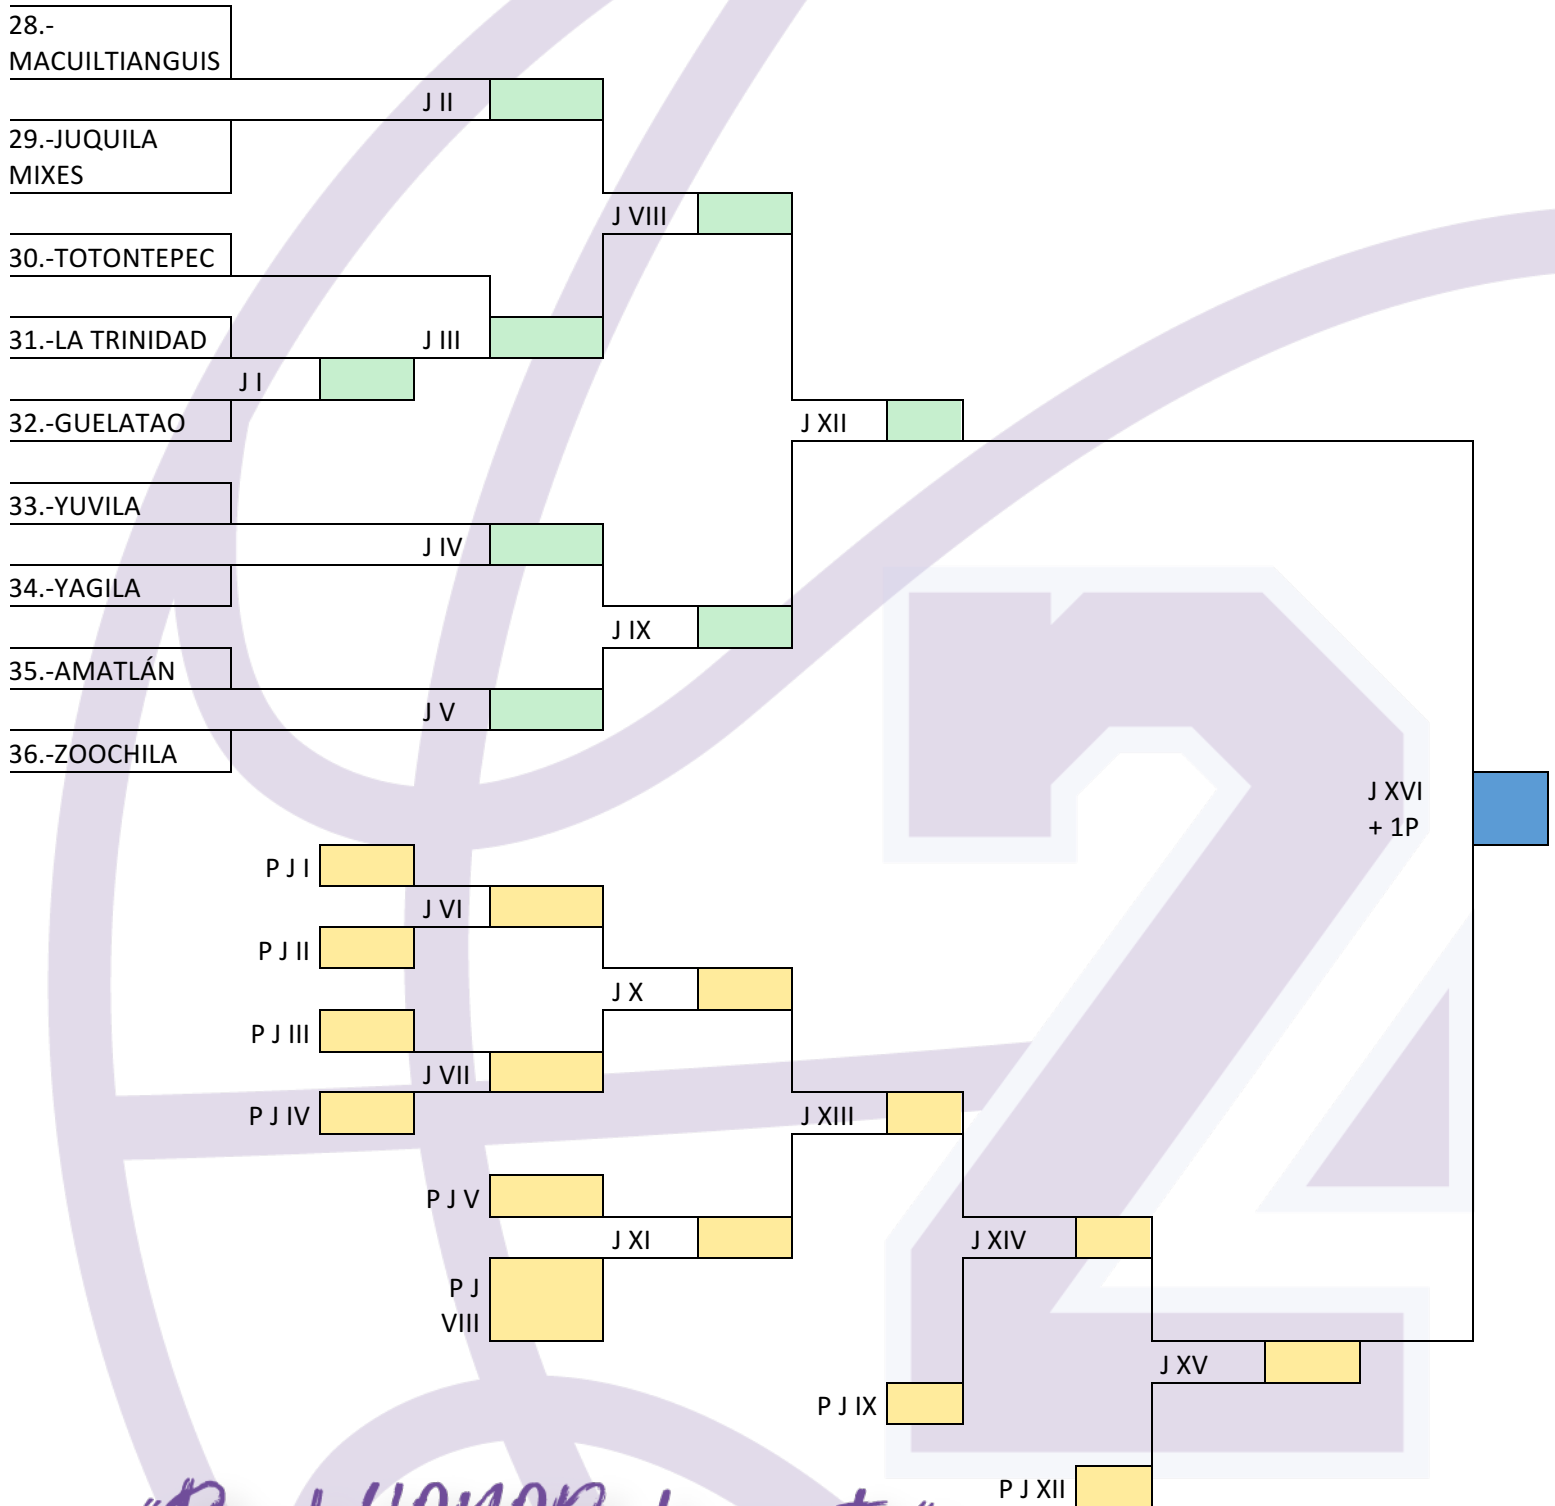 28.-
MACUILTIANGUIS
J II
29.-JUQUILA
MIXES
J VIII
30.-TOTONTEPEC
31.-LA TRINIDAD
J III
J I
32.-GUELATAO
J XII
33.-YUVILA
J IV
34.-YAGILA
J IX
35.-AMATLÁN
J V
36.-ZOOCHILA
J XVI
+ 1P
P J I
J VI
P J II
J X
P J III
J VII
P J IV
J XIII
P J V
J XI
J XIV
P J
VIII
J XV
P J IX
P J XII
2